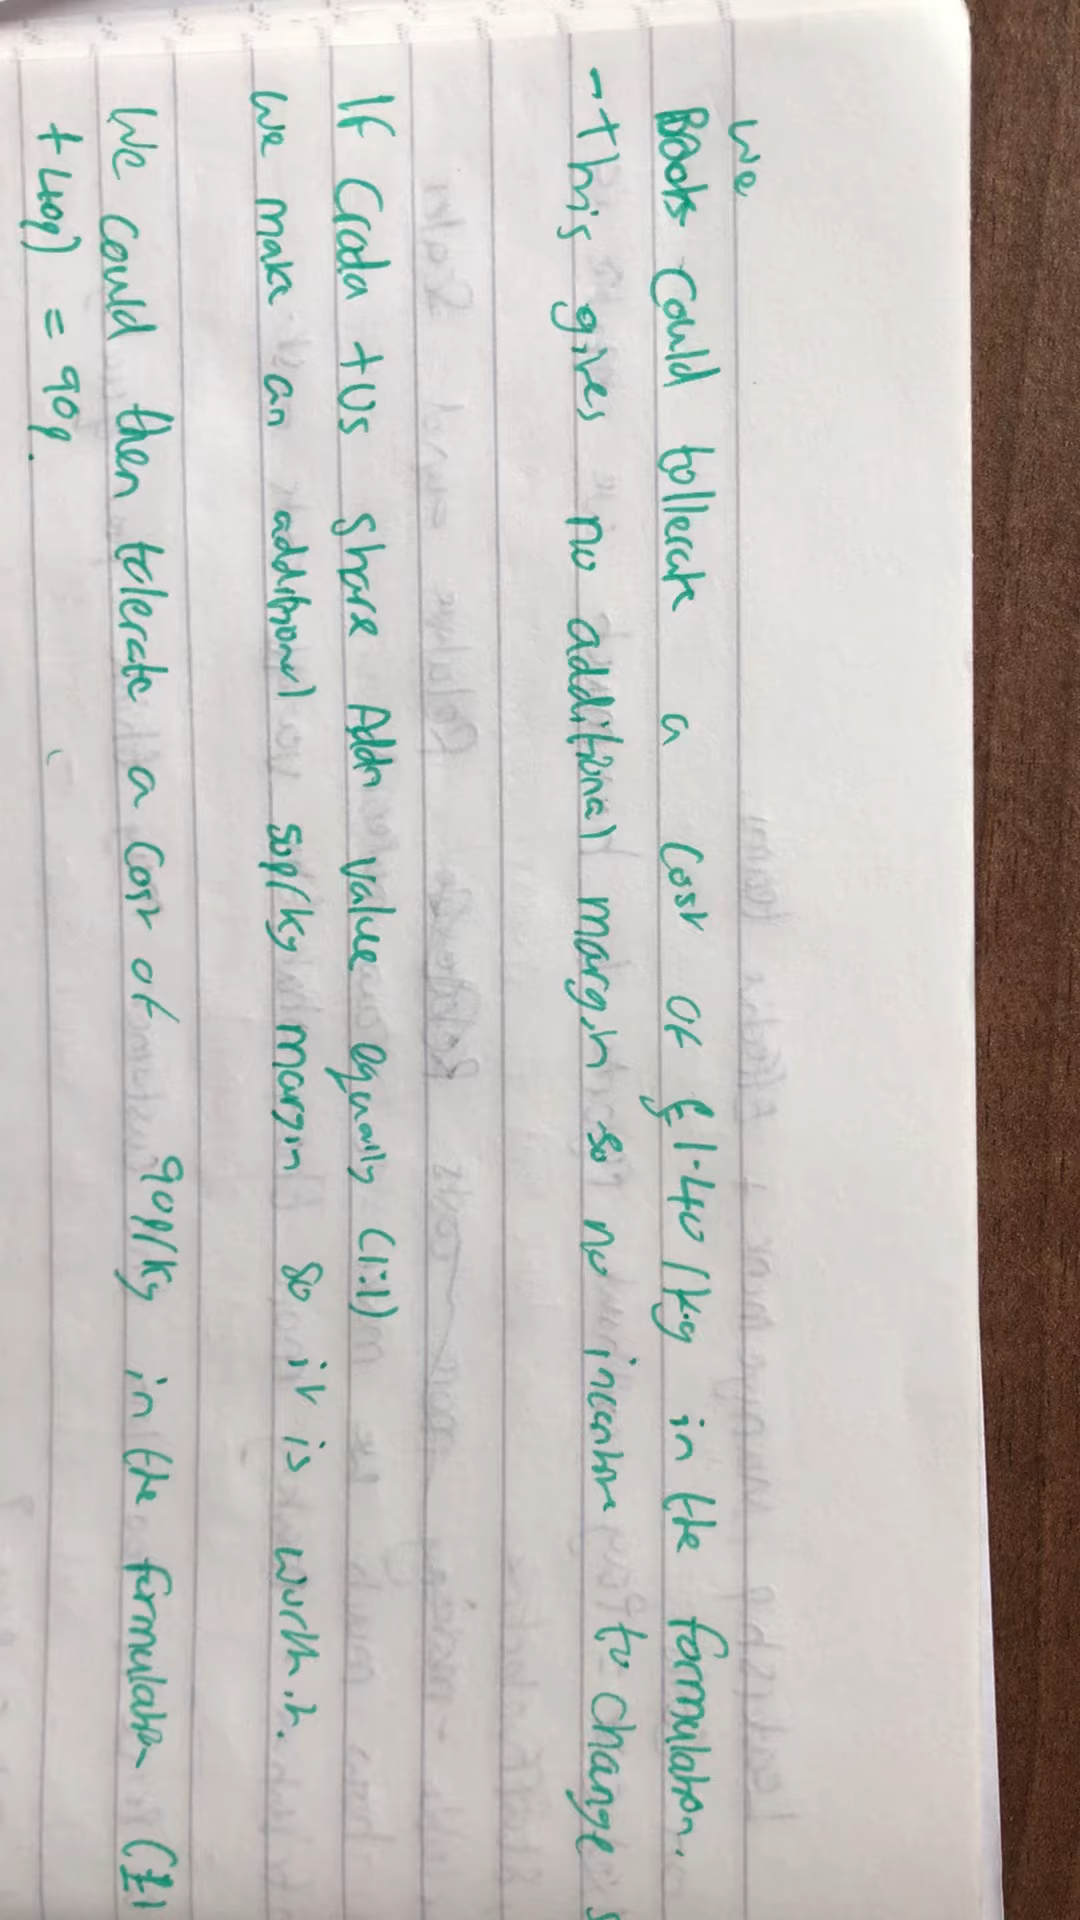 We
Boots could tollerate a cost of £1.40/kg in the formulation.
→ this gives no additional margin so no incentive to change s
If Croda + Us share Addn value equally (1:1)
we make an additional 50p/kg margin so it is worth it.
We could then tolerate a cost of 90p/kg in the formulation (£1
+ 40p) = 90p.